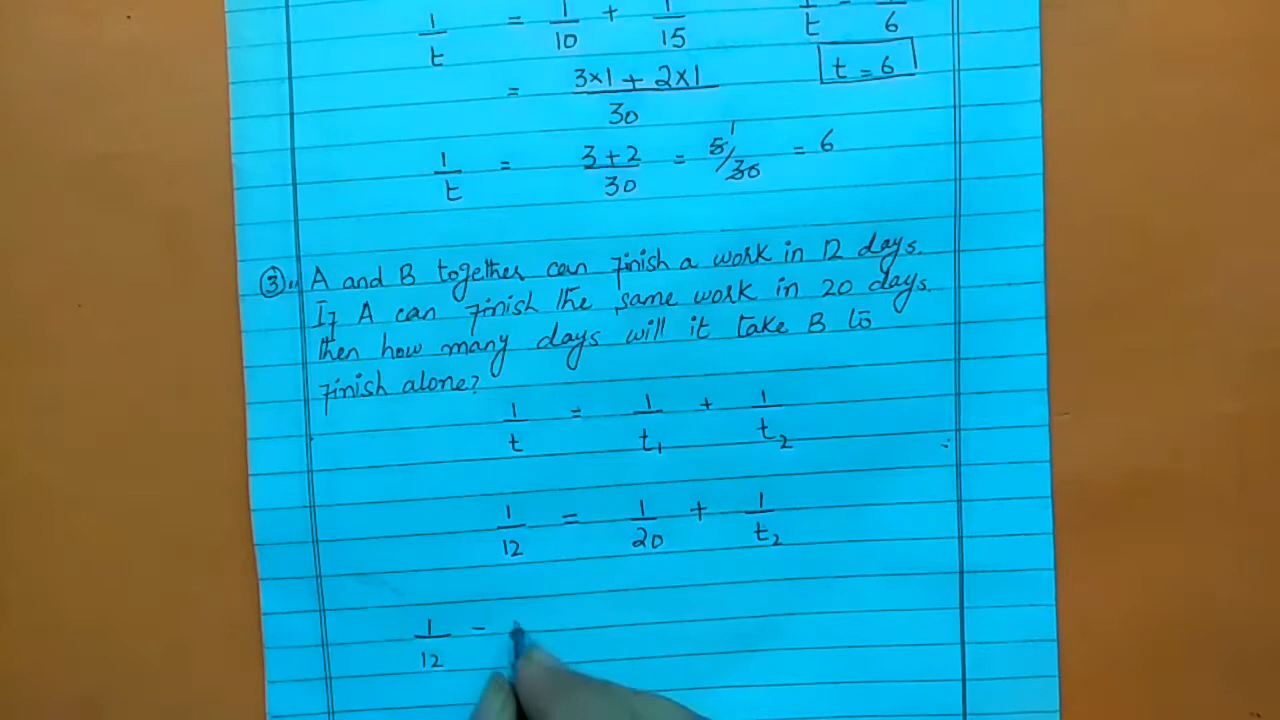 1/t = 1/10 + 1/15
1/t - 6
t = 6
= 3×1 + 2×1 / 30
1/t = 3+2/30 = 5/30 1 = 6
③. A and B together can finish a work in 12 days.
If A can finish the same work in 20 days.
then how many days will it take B to
finish alone?
1/t = 1/t₁ + 1/t₂
1/12 = 1/20 + 1/t₂
1/12 -